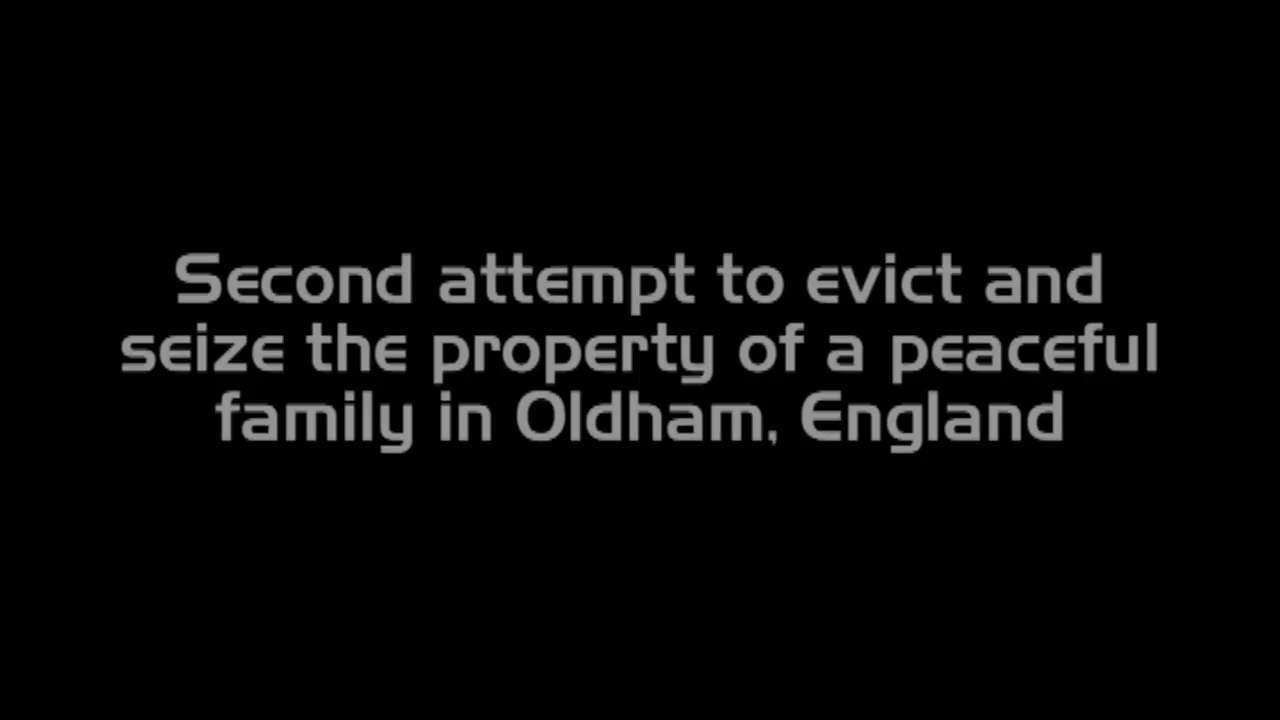 Second attempt to evict and
seize the property of a peaceful
family in Oldham, England